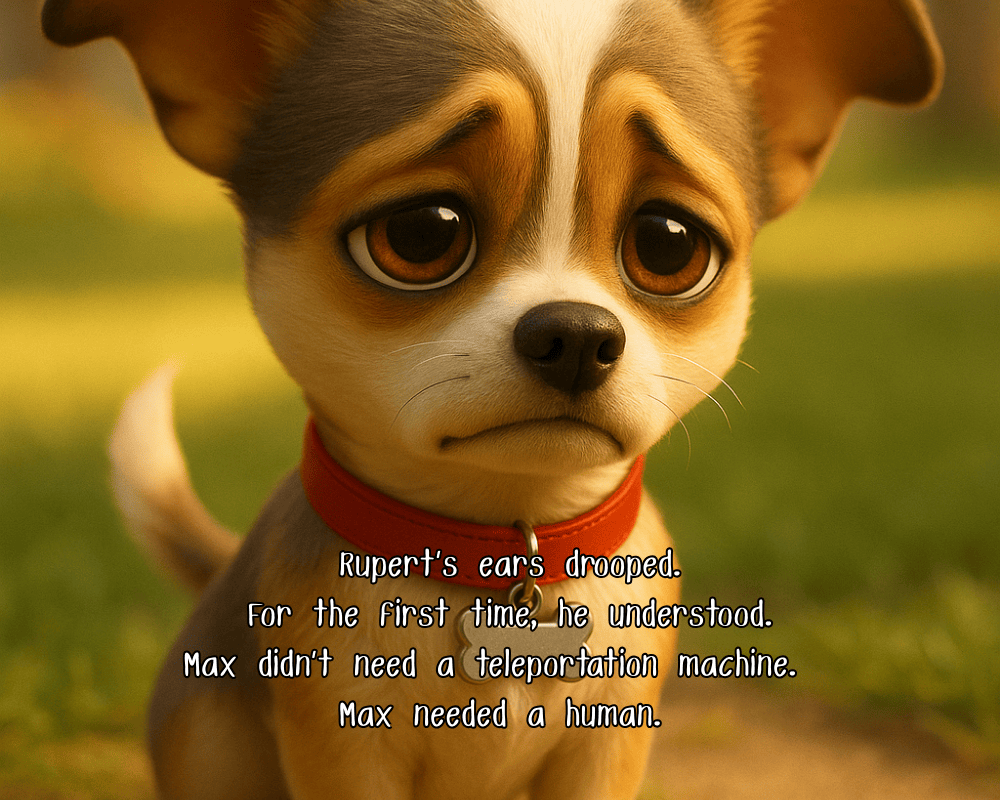 Rupert's ears drooped.
For the first time, he understood.
Max didn't need a teleportation machine.
Max needed a human.